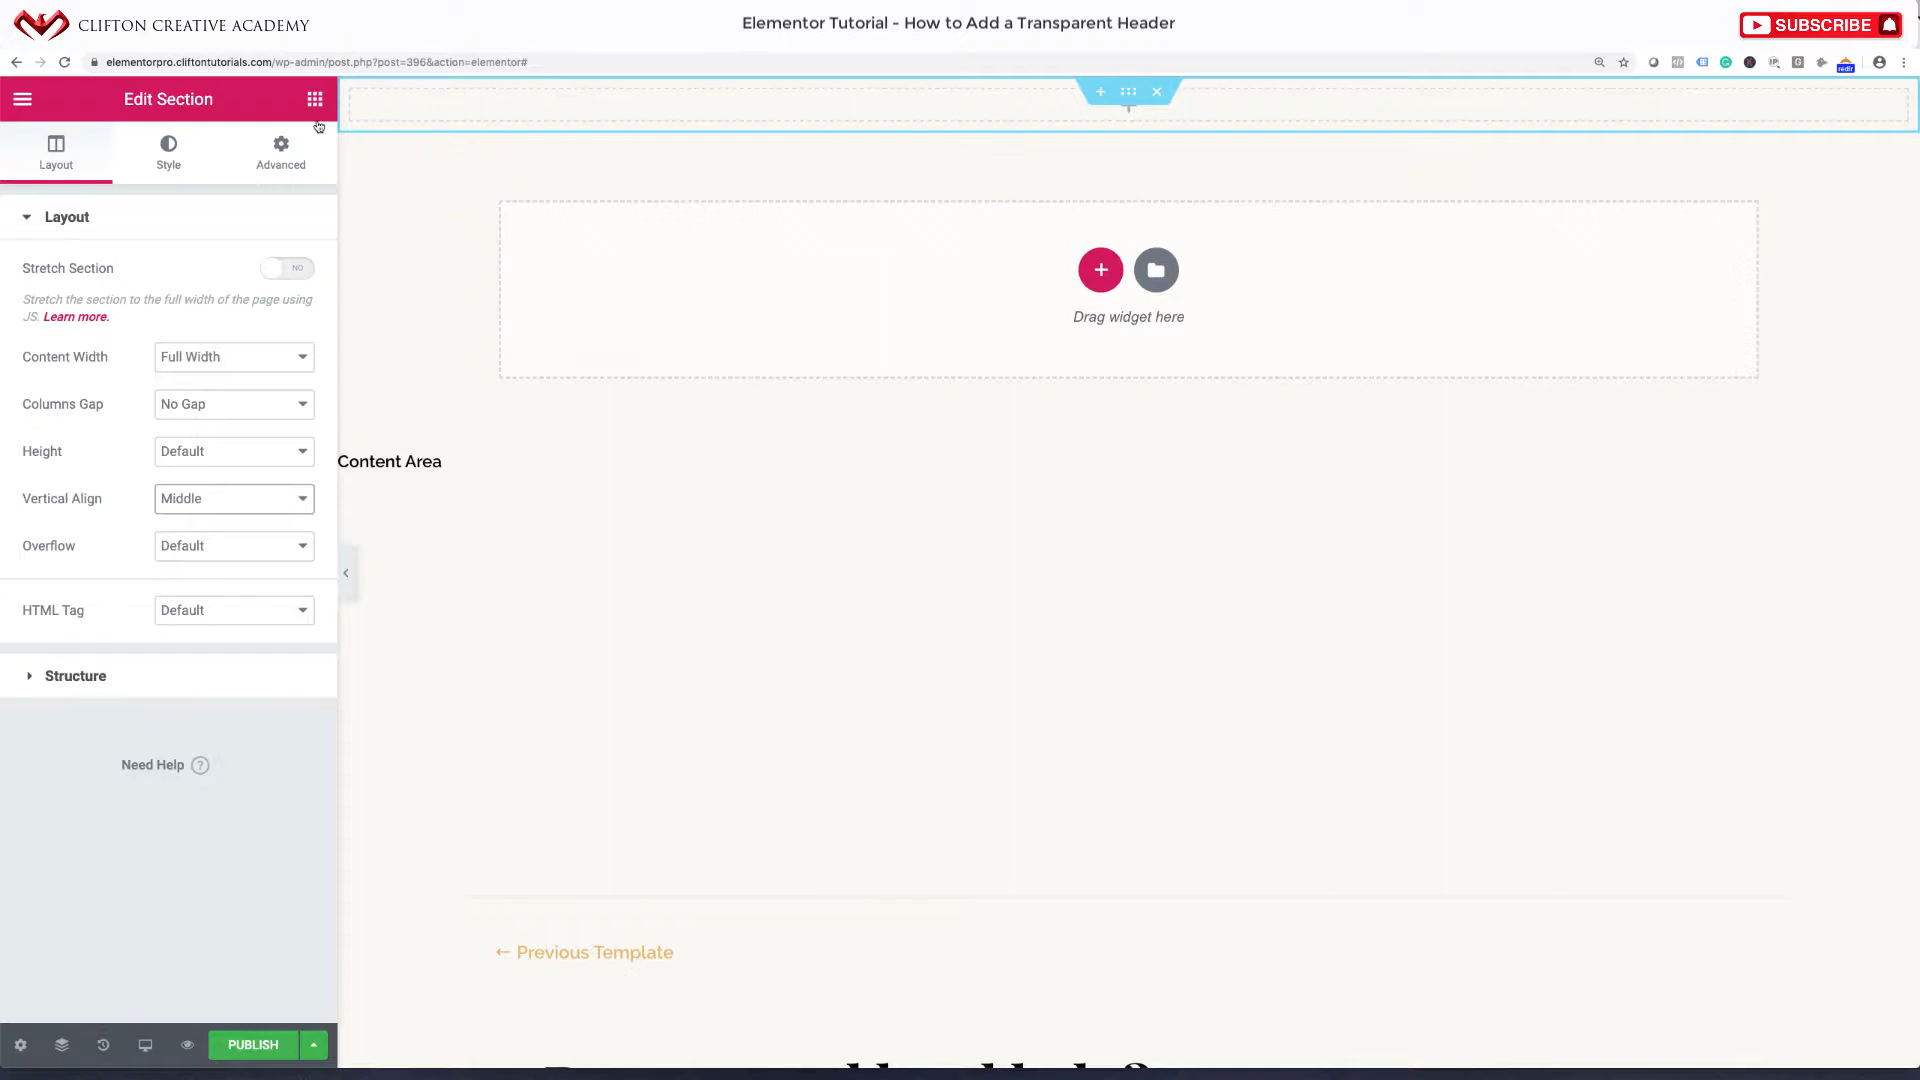 CLIFTON CREATIVE ACADEMY
Elementor Tutorial - How to Add a Transparent Header
SUBSCRIBE
elementorpro.cliftontutorials.com/wp-admin/post.php?post=396&action=elementor#
redir
Edit Section
Layout
Style
Advanced
Layout
Stretch Section
NO
Stretch the section to the full width of the page using
JS. Learn more.
Content Width
Full Width
Columns Gap
No Gap
Height
Default
Vertical Align
Middle
Overflow
Default
HTML Tag
Default
Structure
Need Help ?
PUBLISH
Drag widget here
Content Area
← Previous Template